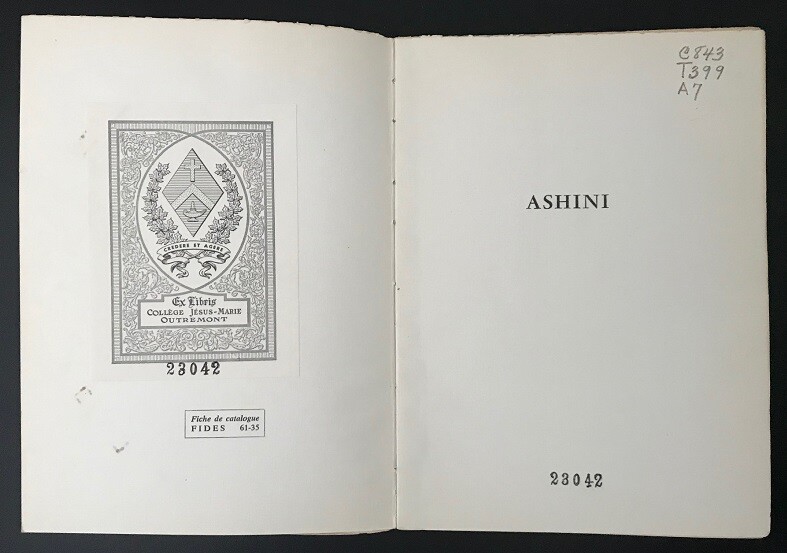 CREDERE ET AGERE
Ex Libris
COLLÈGE JÉSUS-MARIE
OUTREMONT
23042
Fiche de catalogue
FIDES 61-35
C843
T399
A7
ASHINI
23042